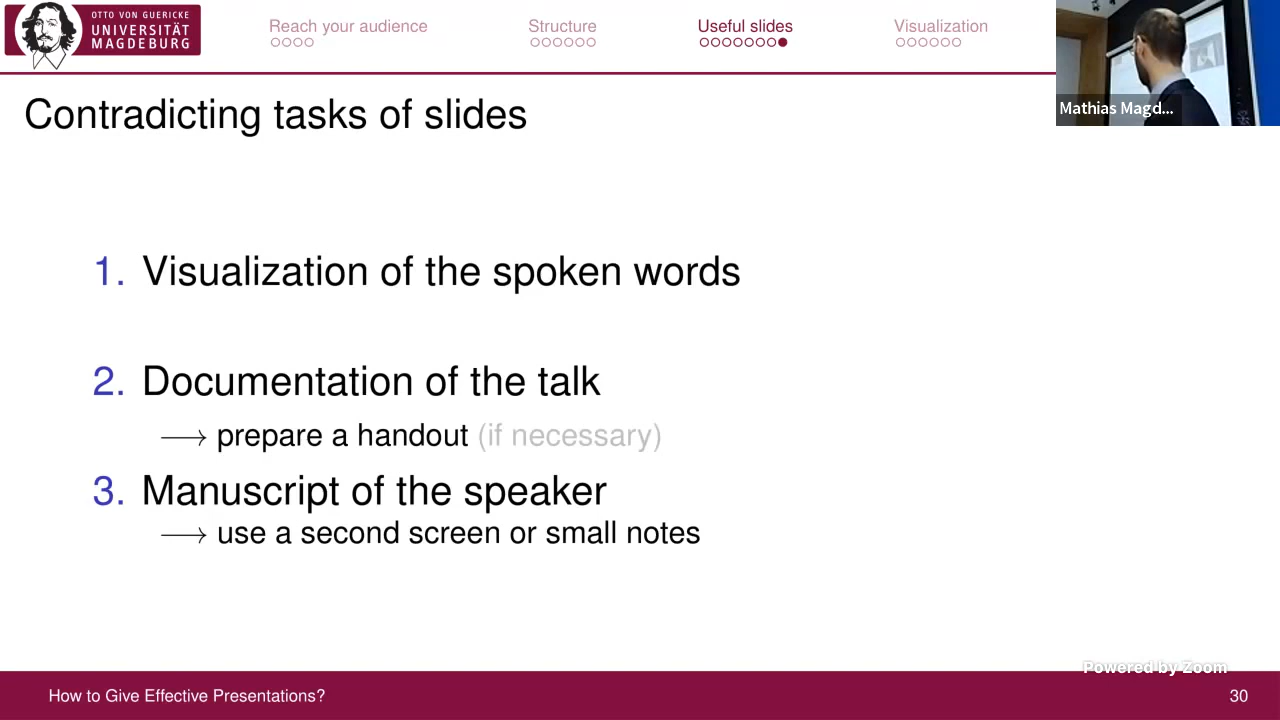 OTTO VON GUERICKE
UNIVERSITÄT
MAGDEBURG
Reach your audience
Structure
Useful slides
Visualization
Mathias Magd...
Contradicting tasks of slides
1. Visualization of the spoken words
2. Documentation of the talk
⟶ prepare a handout (if necessary)
3. Manuscript of the speaker
⟶ use a second screen or small notes
Powered by Zoom
How to Give Effective Presentations?
30